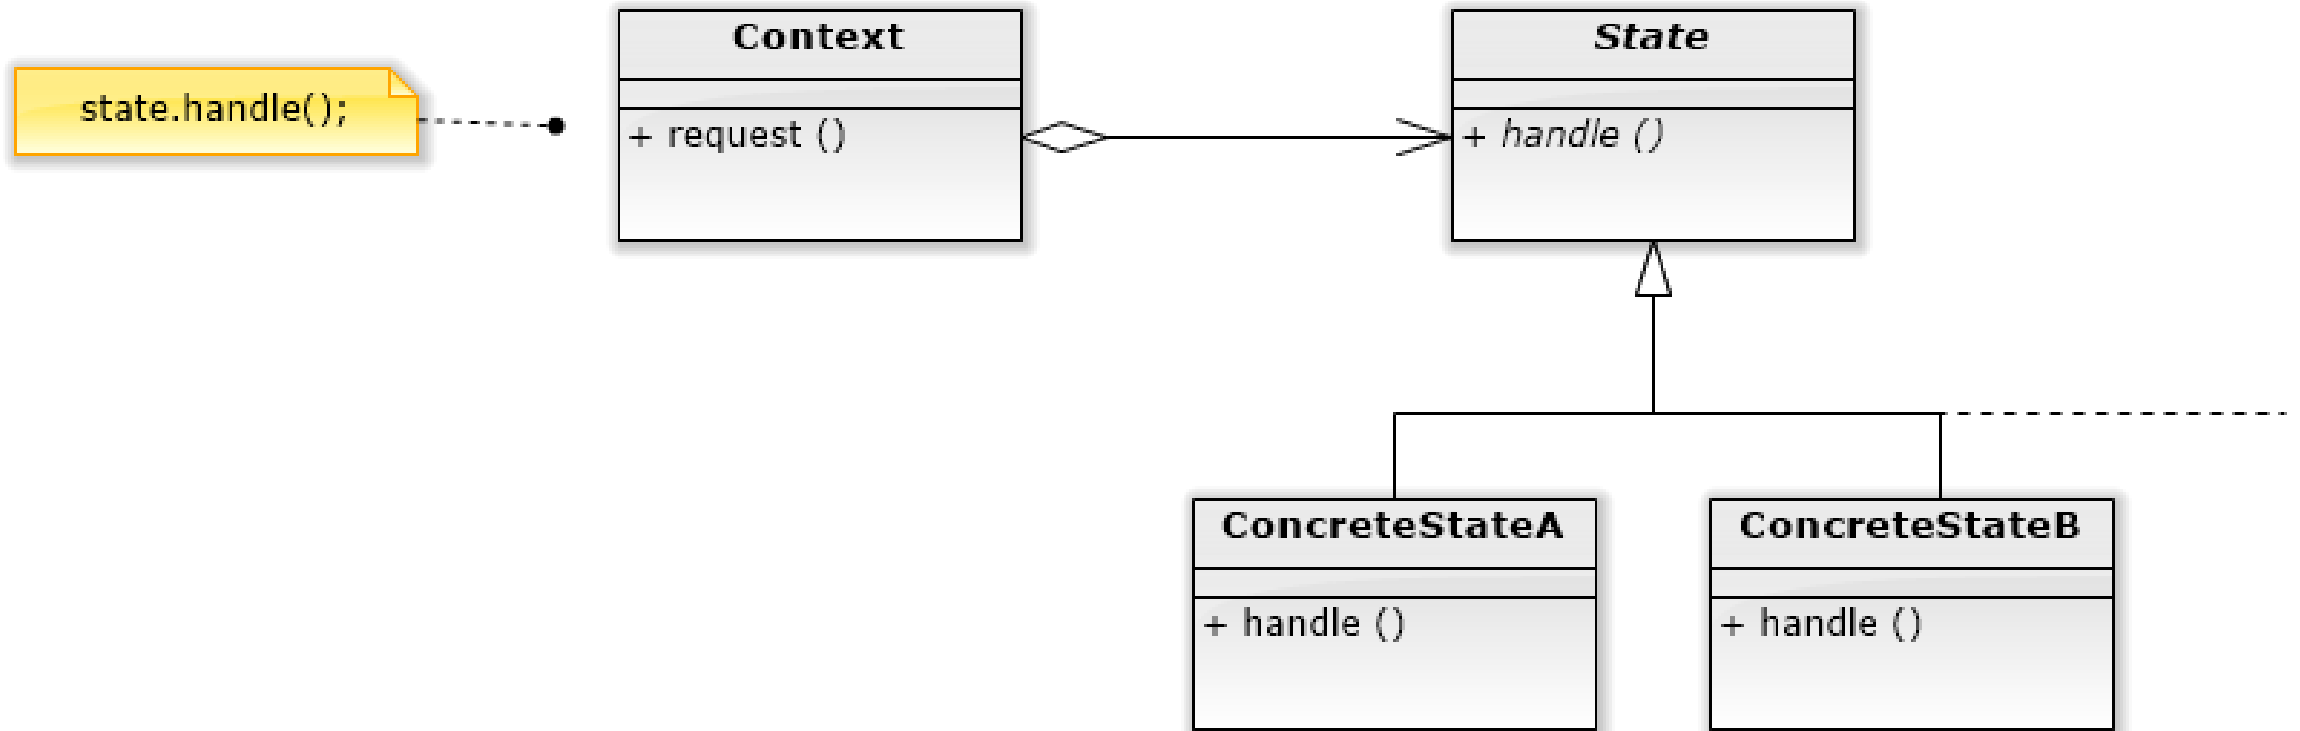 state.handle();
Context
+ request ()
State
+ handle ()
ConcreteStateA
+ handle ()
ConcreteStateB
+ handle ()